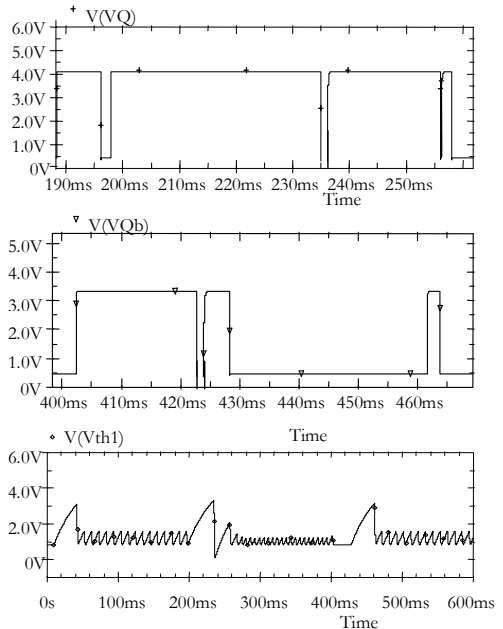 V(VQ)
6.0V
5.0V
4.0V
3.0V
2.0V
1.0V
0V
190ms 200ms 210ms 220ms 230ms 240ms 250ms
Time
V(VQb)
5.0V
4.0V
3.0V
2.0V
1.0V
0V
400ms 410ms 420ms 428ms 440ms 450ms 460ms
Time
V(Vth1)
6.0V
4.0V
2.0V
0V
0s 100ms 200ms 300ms 400ms 500ms 600ms
Time